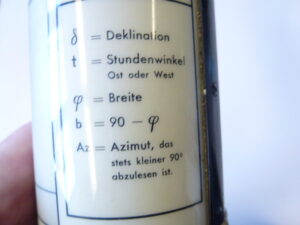 δ = Deklination
t = Stundenwinkel
Ost oder West
φ = Breite
b = 90 − φ
Az = Azimut, das
stets kleiner 90°
abzulesen ist.